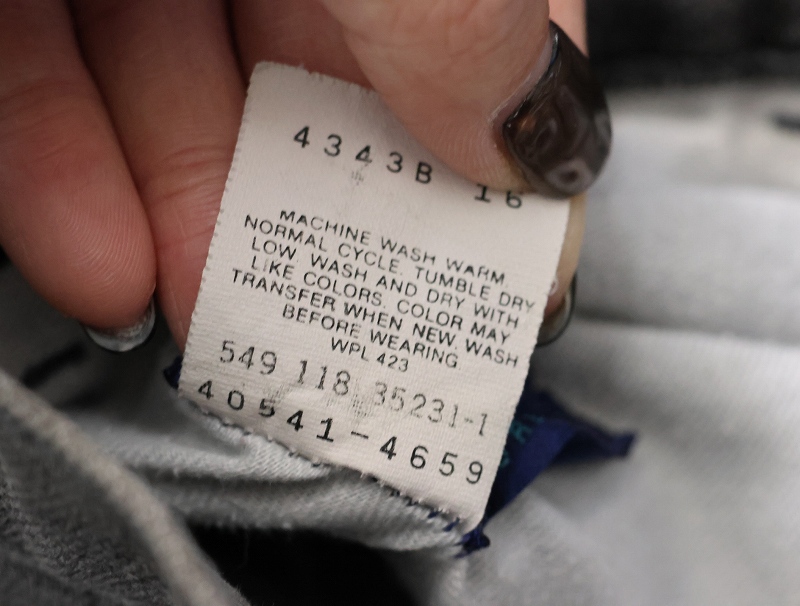 4343B 16
MACHINE WASH WARM
NORMAL CYCLE. TUMBLE DRY
LOW. WASH AND DRY WITH
LIKE COLORS. COLOR MAY
TRANSFER WHEN NEW. WASH
BEFORE WEARING
WPL 423
549 118 35231-1
40541-4659